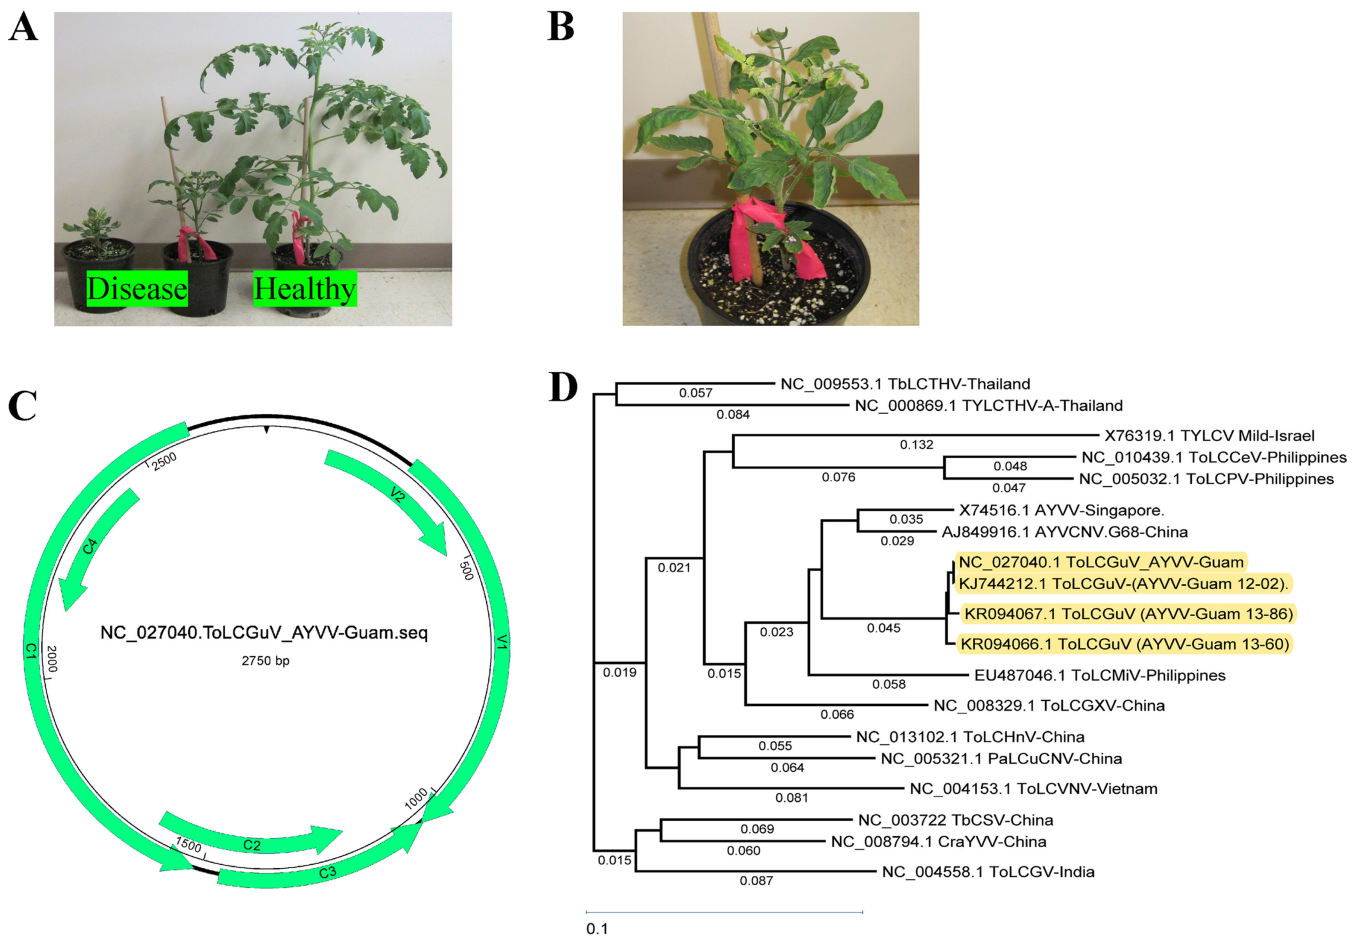 A
Disease
Healthy
B
C
2500
500
1000
1500
2000
V2
V1
C4
C1
C2
C3
NC_027040.ToLCGuV_AYVV-Guam.seq
2750 bp
D
NC_009553.1 TbLCTHV-Thailand
0.057
NC_000869.1 TYLCTHV-A-Thailand
0.084
X76319.1 TYLCV Mild-Israel
0.132
NC_010439.1 ToLCCeV-Philippines
0.048
0.076
NC_005032.1 ToLCPV-Philippines
0.047
X74516.1 AYVV-Singapore.
0.035
AJ849916.1 AYVCNV.G68-China
0.029
0.021
NC_027040.1 ToLCGuV_AYVV-Guam
KJ744212.1 ToLCGuV-(AYVV-Guam 12-02).
KR094067.1 ToLCGuV (AYVV-Guam 13-86)
0.045
0.023
KR094066.1 ToLCGuV (AYVV-Guam 13-60)
0.019
0.015
EU487046.1 ToLCMiV-Philippines
0.058
NC_008329.1 ToLCGXV-China
0.066
NC_013102.1 ToLCHnV-China
0.055
NC_005321.1 PaLCuCNV-China
0.064
NC_004153.1 ToLCVNV-Vietnam
0.081
NC_003722 TbCSV-China
0.069
NC_008794.1 CraYVV-China
0.060
0.015
NC_004558.1 ToLCGV-India
0.087
0.1